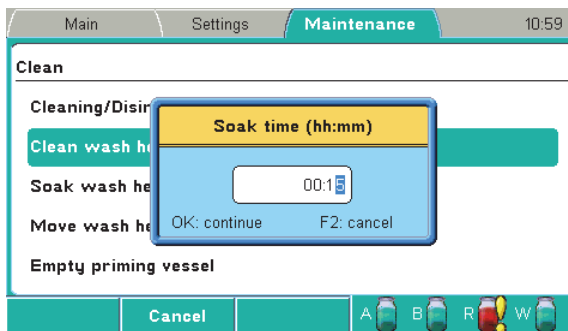 Main Settings Maintenance 10:59
Clean
Cleaning/Disin
Soak time (hh:mm)
Clean wash he
00:15
Soak wash he
OK: continue F2: cancel
Move wash he
Empty priming vessel
Cancel A B R W